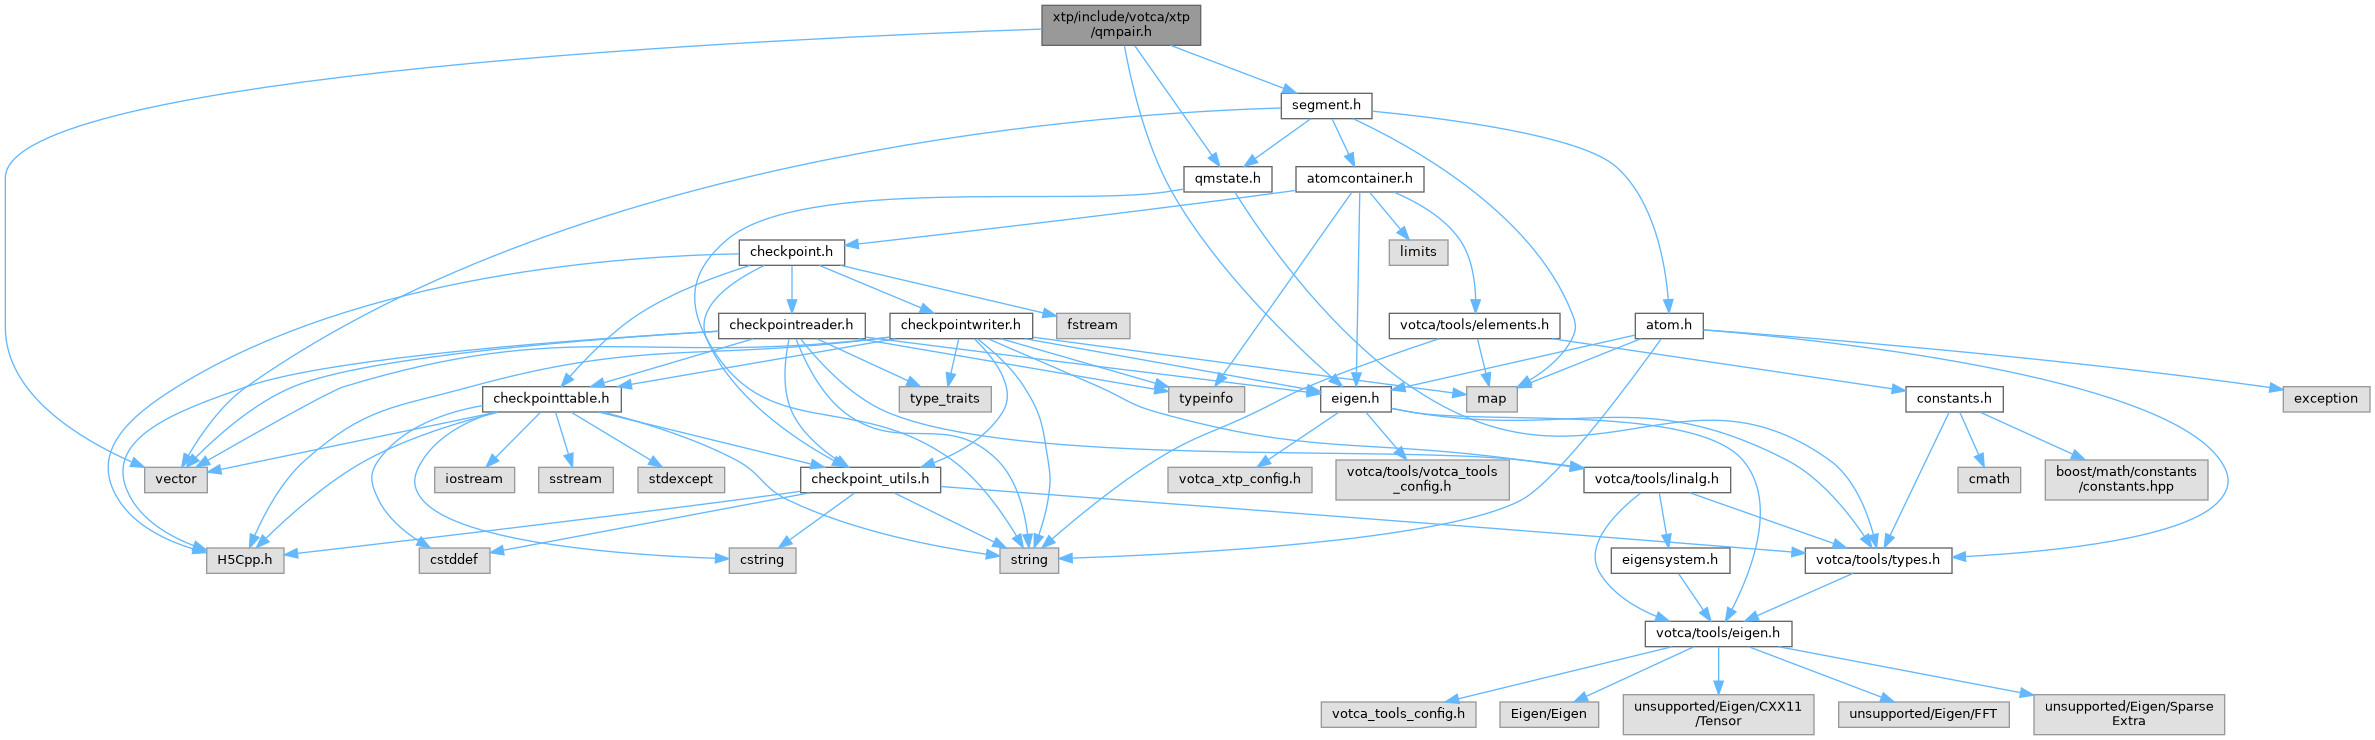 xtp/include/votca/xtp
/qmpair.h
segment.h
qmstate.h
atomcontainer.h
checkpoint.h
limits
checkpointreader.h
checkpointwriter.h
fstream
votca/tools/elements.h
atom.h
checkpointtable.h
type_traits
typeinfo
eigen.h
map
constants.h
exception
vector
iostream
sstream
stdexcept
checkpoint_utils.h
votca_xtp_config.h
votca/tools/votca_tools
_config.h
votca/tools/linalg.h
cmath
boost/math/constants
/constants.hpp
H5Cpp.h
cstddef
cstring
string
eigensystem.h
votca/tools/types.h
votca/tools/eigen.h
votca_tools_config.h
Eigen/Eigen
unsupported/Eigen/CXX11
/Tensor
unsupported/Eigen/FFT
unsupported/Eigen/Sparse
Extra